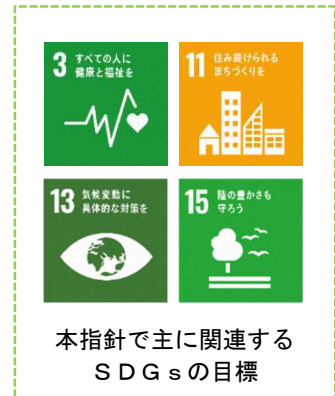 3 すべての人に
健康と福祉を
11 住み続けられる
まちづくりを
13 気候変動に
具体的な対策を
15 陸の豊かさも
守ろう
本指針で主に関連する
ＳＤＧｓの目標